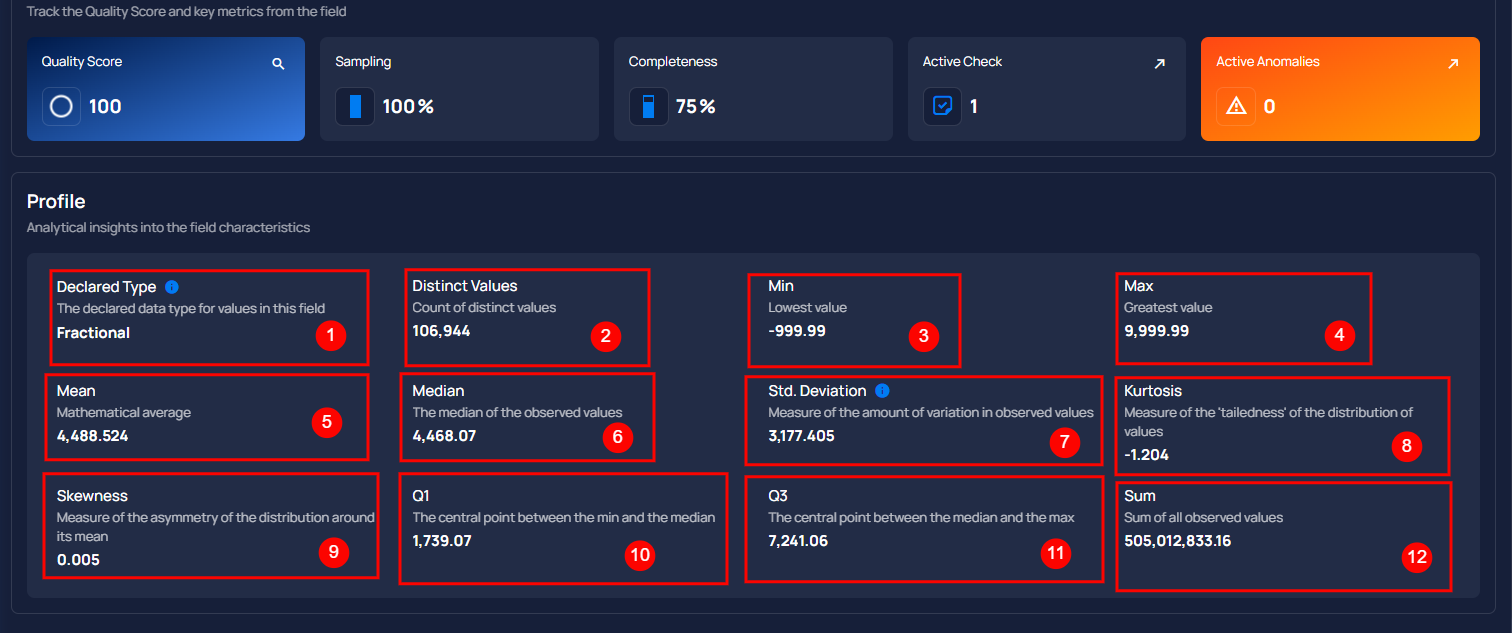 Track the Quality Score and key metrics from the field
Quality Score
100
Sampling
100%
Completeness
75%
Active Check
1
Active Anomalies
0
Profile
Analytical insights into the field characteristics
Declared Type
The declared data type for values in this field
Fractional
1
Distinct Values
Count of distinct values
106,944
2
Min
Lowest value
-999.99
3
Max
Greatest value
9,999.99
4
Mean
Mathematical average
4,488.524
5
Median
The median of the observed values
4,468.07
6
Std. Deviation
Measure of the amount of variation in observed values
3,177.405
7
Kurtosis
Measure of the 'tailedness' of the distribution of
values
-1.204
8
Skewness
Measure of the asymmetry of the distribution around
its mean
0.005
9
Q1
The central point between the min and the median
1,739.07
10
Q3
The central point between the median and the max
7,241.06
11
Sum
Sum of all observed values
505,012,833.16
12